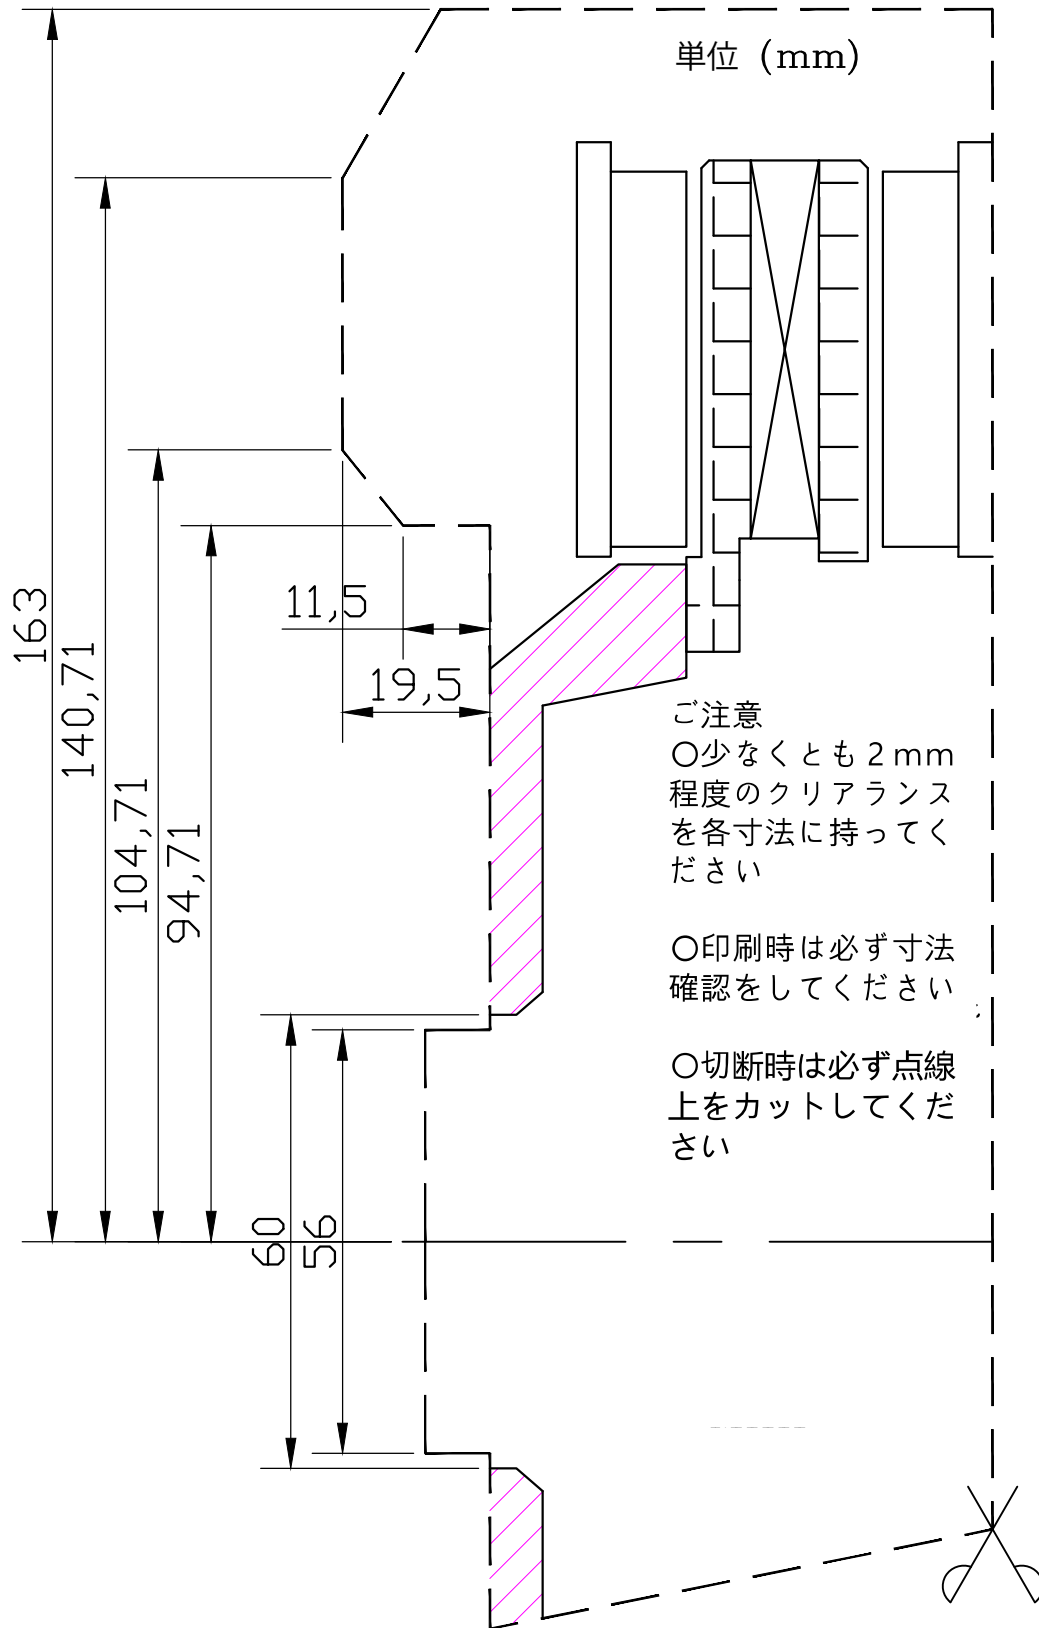 単位 (mm)
163
140,71
104,71
94,71
11,5
19,5
60
56
ご注意
○少なくとも2mm
程度のクリアランス
を各寸法に持ってく
ださい
○印刷時は必ず寸法
確認をしてください
○切断時は必ず点線
上をカットしてくだ
さい